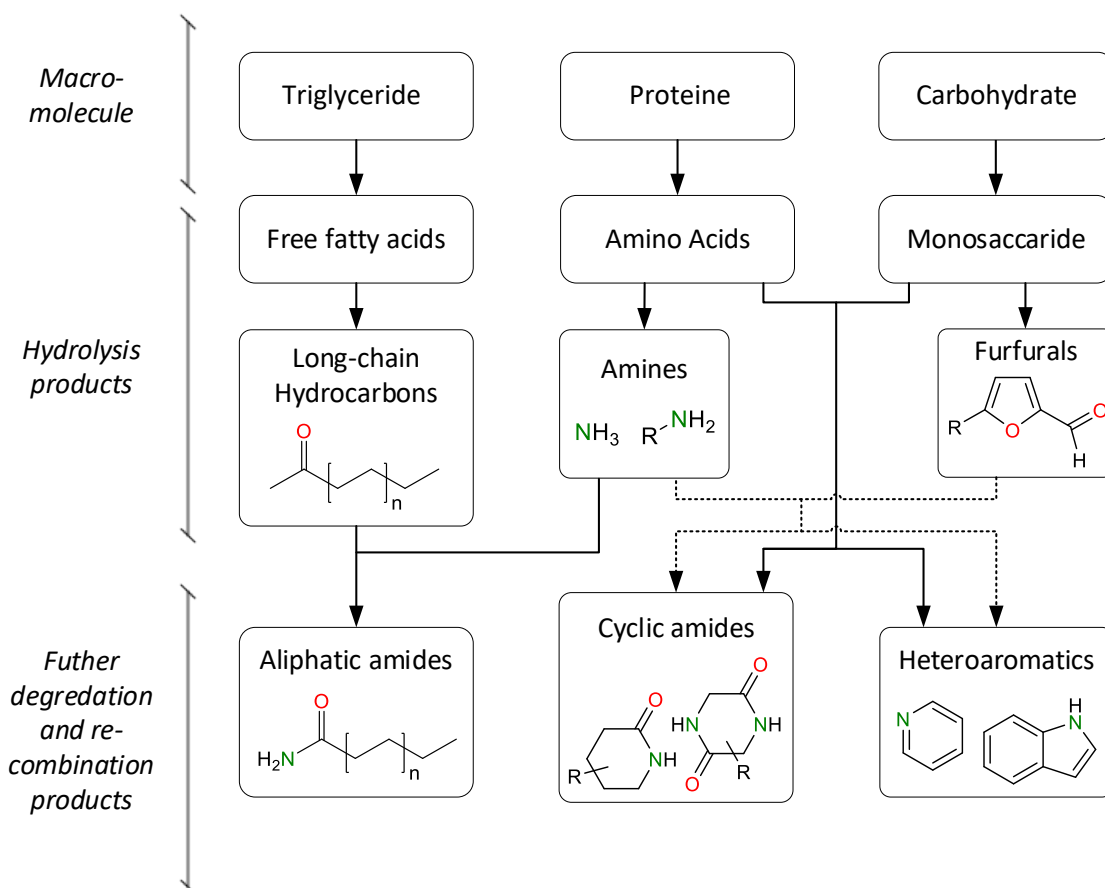 Macro-
molecule
Triglyceride
Proteine
Carbohydrate
Hydrolysis
products
Free fatty acids
Amino Acids
Monosaccaride
Long-chain
Hydrocarbons
O
n
Amines
NH3
R
NH2
Furfurals
R
O
O
H
Futher
degredation
and re-
combination
products
Aliphatic amides
O
H2N
n
Cyclic amides
O
NH
R
O
HN
NH
O
R
Heteroaromatics
N
H
N